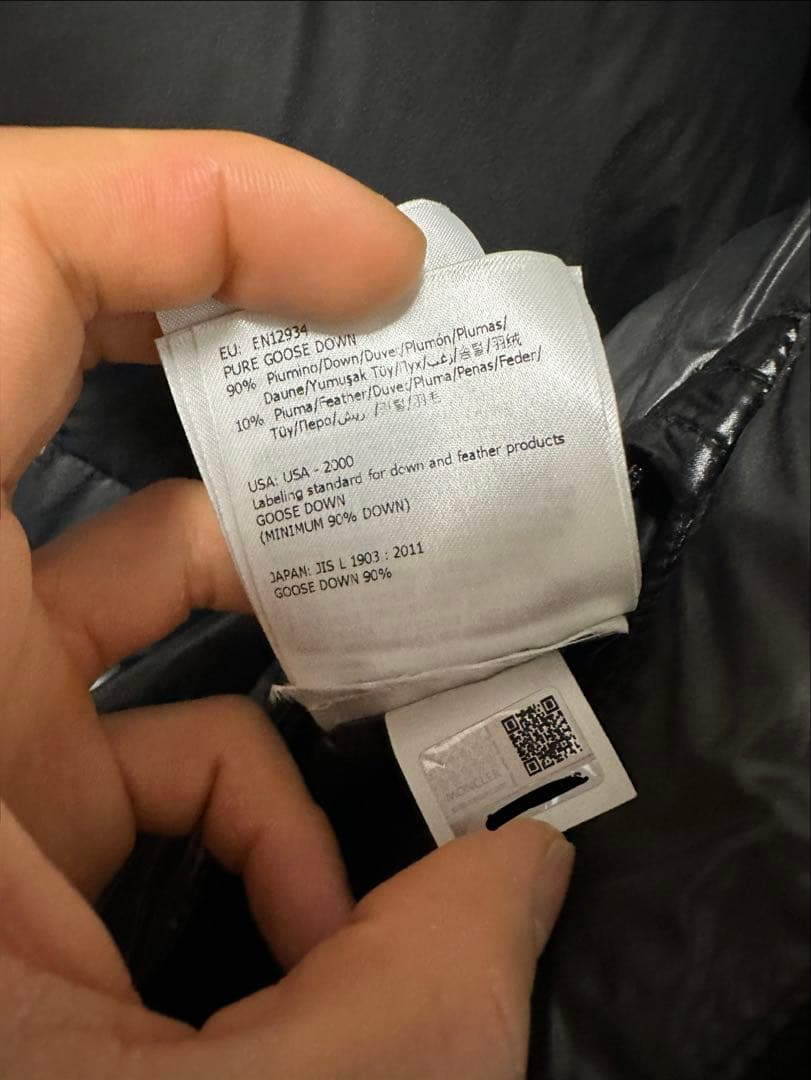 EU: EN12934
PURE GOOSE DOWN
90% Piumino/Down/Duvet/Plumón/Plumas/
Daune/Yumuşak Tüy/Пух/زغب/솜털/羽绒
10% Piuma/Feather/Duvet/Pluma/Penas/Feder/
Tüy/Перо/ريش/깃털/羽毛
USA: USA - 2000
Labeling standard for down and feather products
GOOSE DOWN
(MINIMUM 90% DOWN)
JAPAN: JIS L 1903 : 2011
GOOSE DOWN 90%
MONCLER